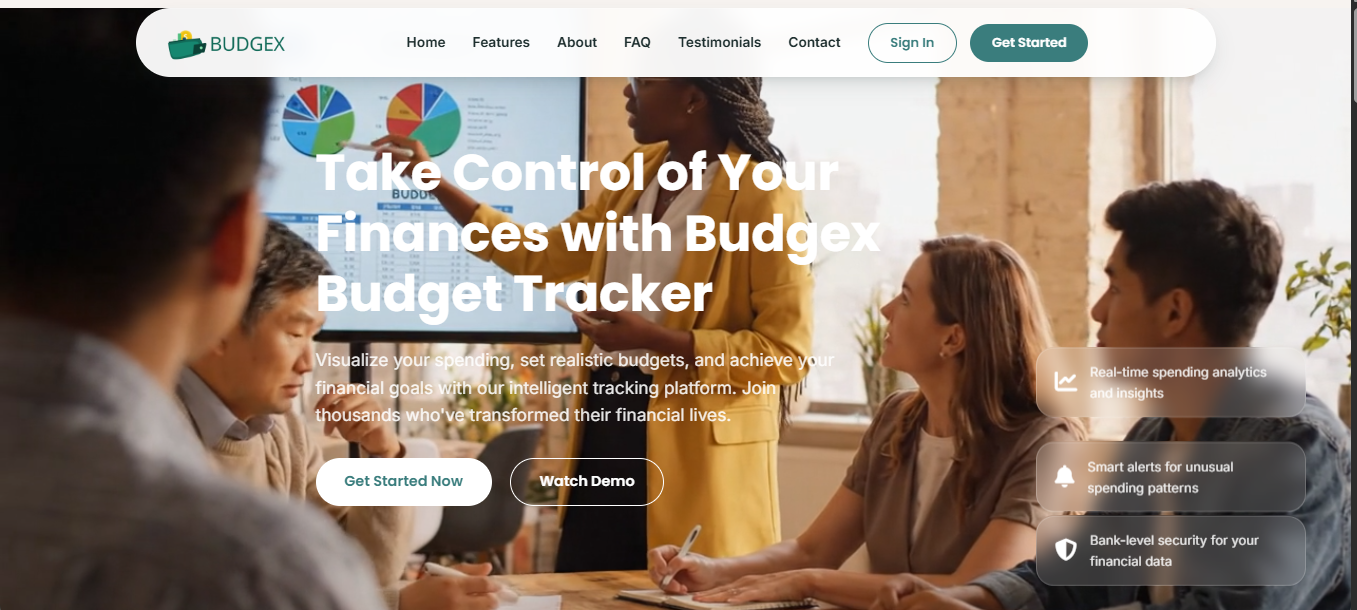 BUDGEX
Home Features About FAQ Testimonials Contact Sign In Get Started
BUDGE
Take Control of Your
Finances with Budgex
Budget Tracker
Visualize your spending, set realistic budgets, and achieve your
financial goals with our intelligent tracking platform. Join
thousands who've transformed their financial lives.
Get Started Now Watch Demo
Real-time spending analytics
and insights
Smart alerts for unusual
spending patterns
Bank-level security for your
financial data